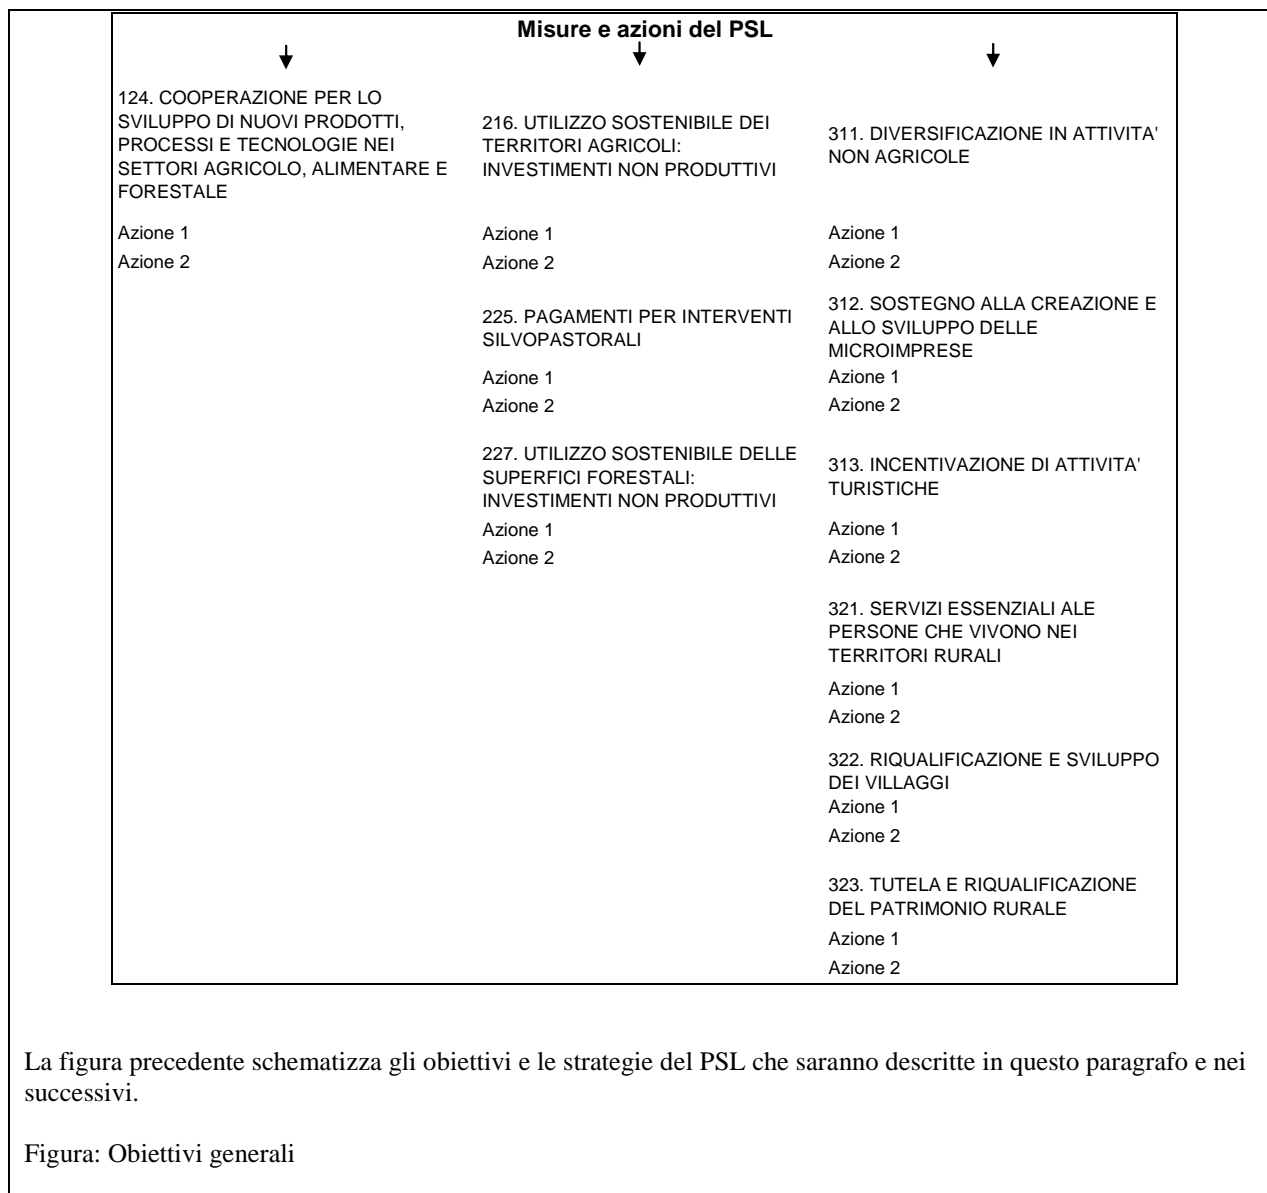 Misure e azioni del PSL
124. COOPERAZIONE PER LO
SVILUPPO DI NUOVI PRODOTTI,
PROCESSI E TECNOLOGIE NEI
SETTORI AGRICOLO, ALIMENTARE E
FORESTALE
Azione 1
Azione 2
216. UTILIZZO SOSTENIBILE DEI
TERRITORI AGRICOLI:
INVESTIMENTI NON PRODUTTIVI
Azione 1
Azione 2
225. PAGAMENTI PER INTERVENTI
SILVOPASTORALI
Azione 1
Azione 2
227. UTILIZZO SOSTENIBILE DELLE
SUPERFICI FORESTALI:
INVESTIMENTI NON PRODUTTIVI
Azione 1
Azione 2
311. DIVERSIFICAZIONE IN ATTIVITA'
NON AGRICOLE
Azione 1
Azione 2
312. SOSTEGNO ALLA CREAZIONE E
ALLO SVILUPPO DELLE
MICROIMPRESE
Azione 1
Azione 2
313. INCENTIVAZIONE DI ATTIVITA'
TURISTICHE
Azione 1
Azione 2
321. SERVIZI ESSENZIALI ALE
PERSONE CHE VIVONO NEI
TERRITORI RURALI
Azione 1
Azione 2
322. RIQUALIFICAZIONE E SVILUPPO
DEI VILLAGGI
Azione 1
Azione 2
323. TUTELA E RIQUALIFICAZIONE
DEL PATRIMONIO RURALE
Azione 1
Azione 2
La figura precedente schematizza gli obiettivi e le strategie del PSL che saranno descritte in questo paragrafo e nei
successivi.
Figura: Obiettivi generali